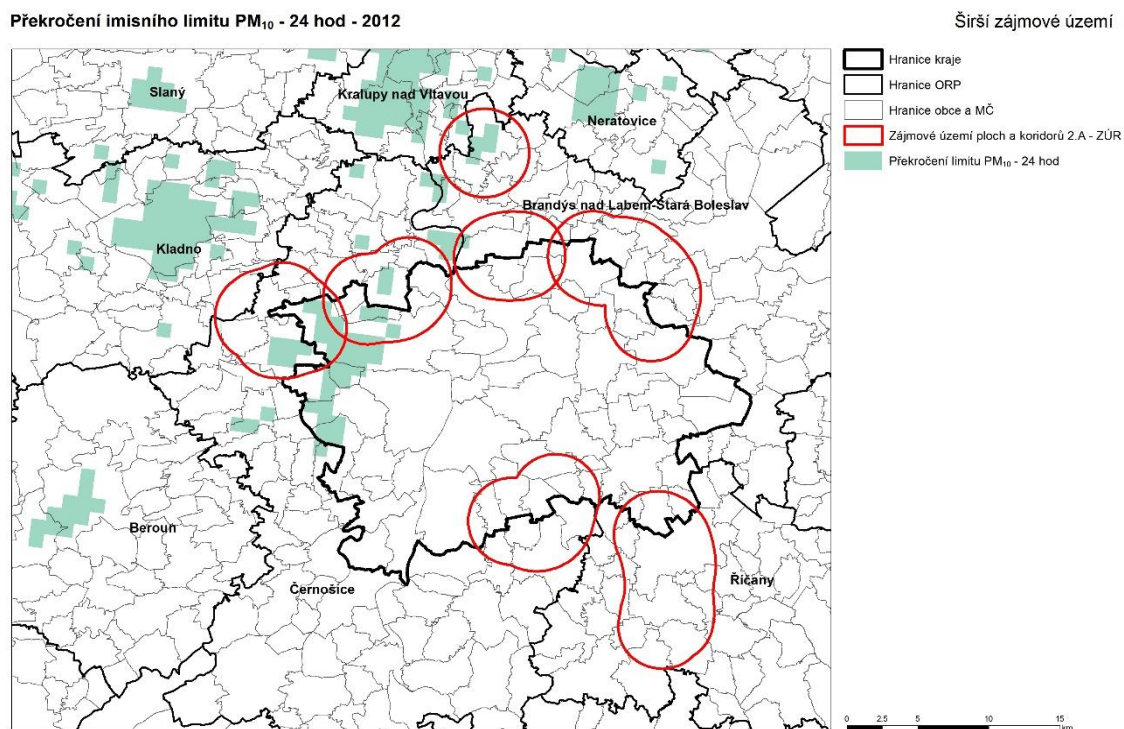 Překročení imisního limitu PM₁₀ - 24 hod - 2012
Širší zájmové území
Hranice kraje
Hranice ORP
Hranice obce a MČ
Zájmové území ploch a koridorů 2.A - ZÚR
Překročení limitu PM₁₀ - 24 hod
Slaný
Kralupy nad Vltavou
Neratovice
Brandýs nad Labem-Stará Boleslav
Kladno
Beroun
Černošice
Říčany
0 2.5 5 10 15
km